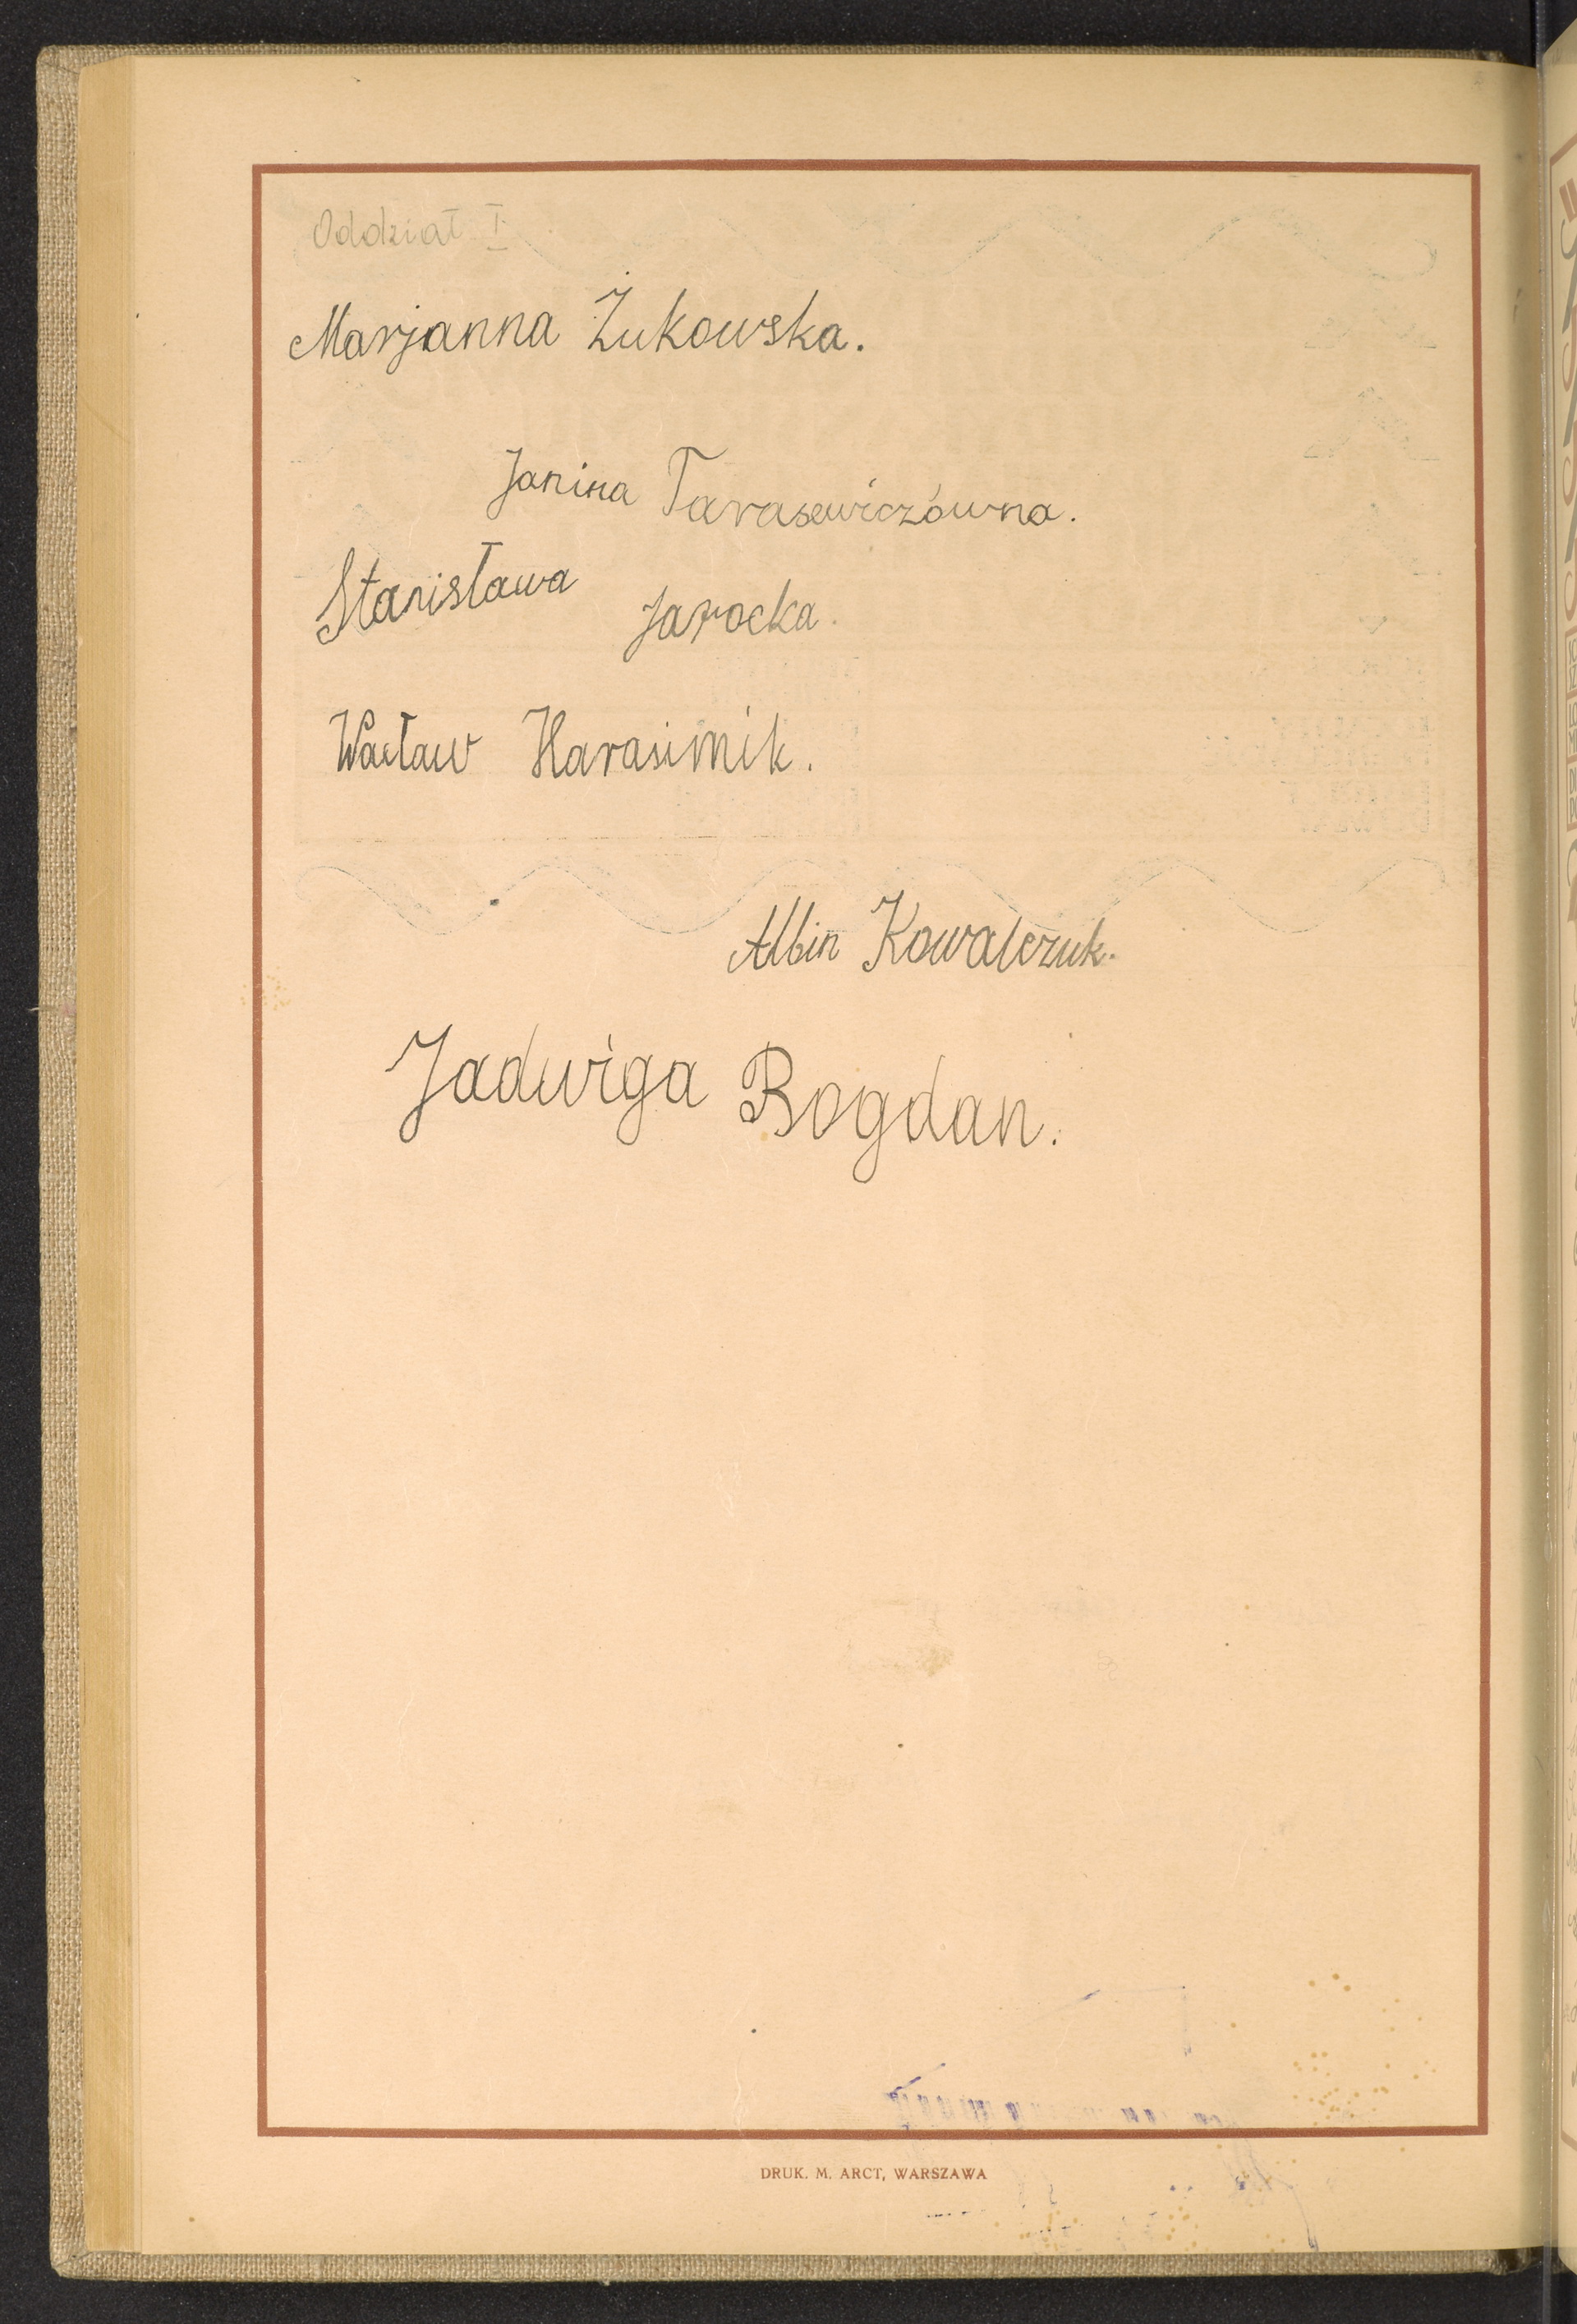 Oddział I
Marjanna Żukowska.
Janina Tarasewiczówna.
Stanisława Jarocka.
Wacław Harasimik.
Albin Kowalczuk.
Jadwiga Bogdan.
DRUK. M. ARCT, WARSZAWA